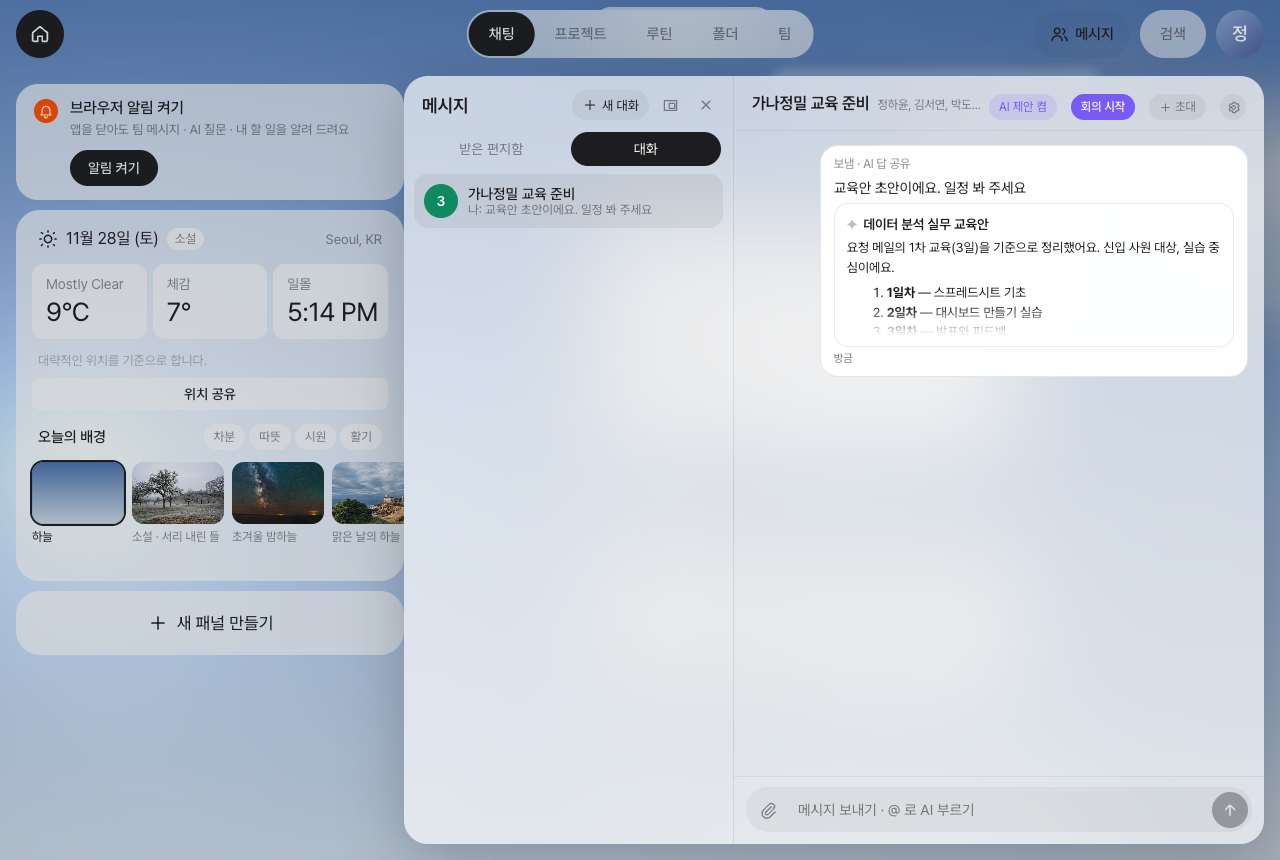 채팅
프로젝트
루틴
폴더
팀
메시지
검색
정
브라우저 알림 켜기
앱을 닫아도 팀 메시지 · AI 질문 · 내 할 일을 알려 드려요
알림 켜기
11월 28일 (토)
소설
Seoul, KR
Mostly Clear
9°C
체감
7°
일몰
5:14 PM
대략적인 위치를 기준으로 합니다.
위치 공유
오늘의 배경
차분
따뜻
시원
활기
하늘
소설 · 서리 내린 들
초겨울 밤하늘
맑은 날의 하늘
새 패널 만들기
메시지
새 대화
받은 편지함
대화
3
가나정밀 교육 준비
나: 교육안 초안이에요. 일정 봐 주세요
가나정밀 교육 준비
정하윤, 김서연, 박도...
AI 제안 켬
회의 시작
초대
보냄 · AI 답 공유
교육안 초안이에요. 일정 봐 주세요
데이터 분석 실무 교육안
요청 메일의 1차 교육(3일)을 기준으로 정리했어요. 신입 사원 대상, 실습 중
심이에요.
1. 1일차 — 스프레드시트 기초
2. 2일차 — 대시보드 만들기 실습
3. 3일차 — 발표와 피드백
방금
메시지 보내기 · @ 로 AI 부르기